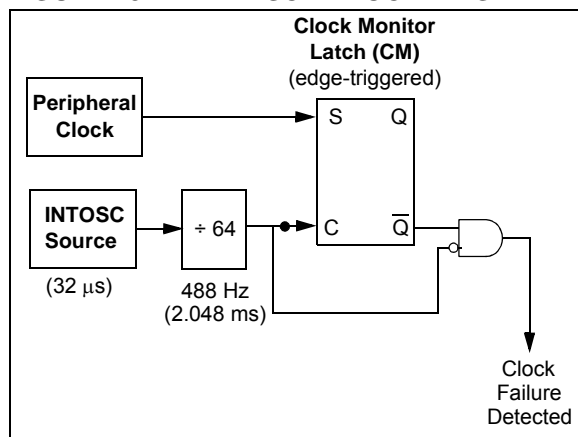 Clock Monitor
Latch (CM)
(edge-triggered)
Peripheral
Clock
S Q
INTOSC
Source
÷ 64
C Q
(32 μs)
488 Hz
(2.048 ms)
Clock
Failure
Detected